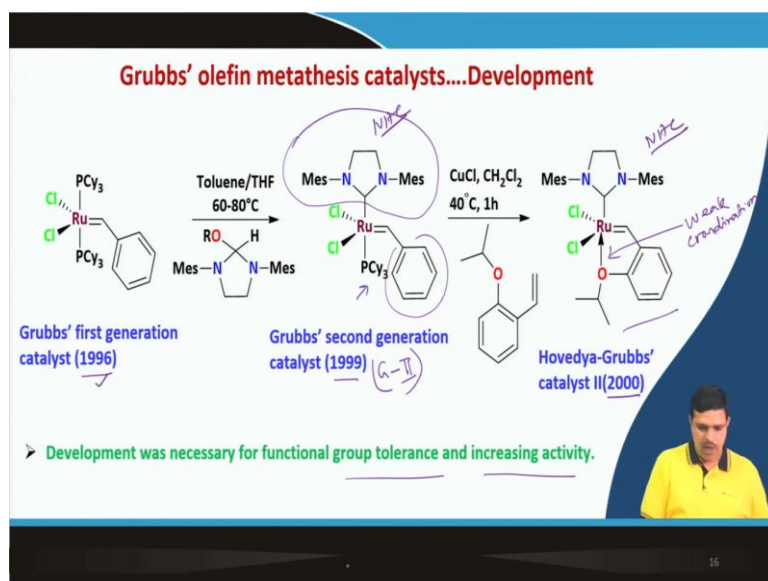 Grubbs' olefin metathesis catalysts....Development
NHC
NHC
PCy3
Cl
Cl
Ru
PCy3
Toluene/THF
60-80°C
RO H
Mes N N Mes
Mes N N Mes
Cl
Cl
Ru
PCy3
CuCl, CH2Cl2
40°C, 1h
O
Mes N N Mes
Cl
Cl
Ru
O
Weak
coordination
Grubbs' first generation
catalyst (1996)
Grubbs' second generation
catalyst (1999) (G-II)
Hovedya-Grubbs'
catalyst II(2000)
➢ Development was necessary for functional group tolerance and increasing activity.
16